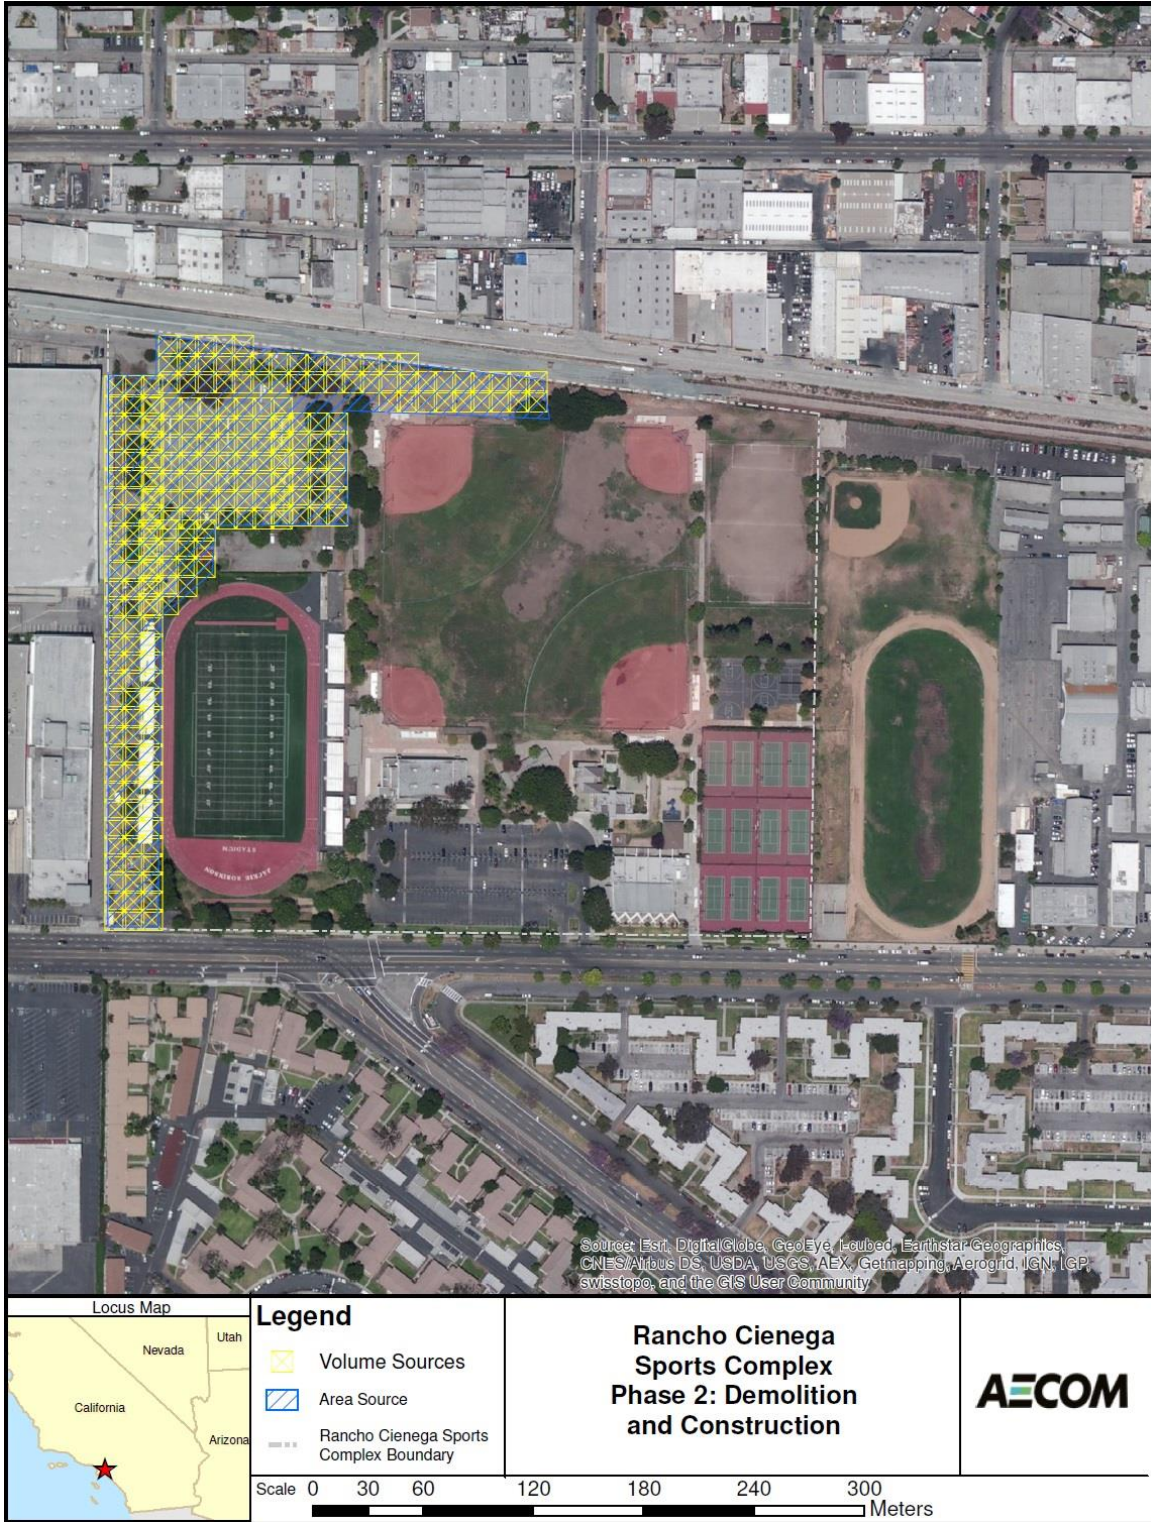 JACKIE ROBINSON
STADIUM
Source: Esri, DigitalGlobe, GeoEye, i-cubed, Earthstar Geographics,
CNES/Airbus DS, USDA, USGS, AEX, Getmapping, Aerogrid, IGN, IGP,
swisstopo, and the GIS User Community
Locus Map
Nevada
Utah
California
Arizona
Legend
Volume Sources
Area Source
Rancho Cienega Sports
Complex Boundary
Rancho Cienega
Sports Complex
Phase 2: Demolition
and Construction
AECOM
Scale 0 30 60 120 180 240 300
Meters